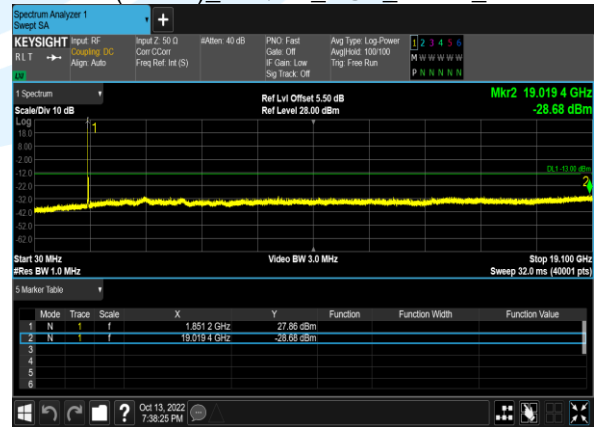 Spectrum Analyzer 1
Swept SA
+
KEYSIGHT
RLT
Input: RF
Coupling: DC
Align: Auto
Input Z: 50 Ω
Corr CCorr
Freq Ref: Int (S)
#Atten: 40 dB
PNO: Fast
Gate: Off
IF Gain: Low
Sig Track: Off
Avg Type: Log-Power
Avg|Hold: 100/100
Trig: Free Run
1 2 3 4 5 6
M W W W W W
P N N N N N
1 Spectrum
Scale/Div 10 dB
Ref Lvl Offset 5.50 dB
Ref Level 28.00 dBm
Mkr2 19.019 4 GHz
-28.68 dBm
Log
18.0
8.00
-2.00
-12.0
-22.0
-32.0
-42.0
-52.0
-62.0
1
DL1 -13.00 dBm
2
Start 30 MHz
#Res BW 1.0 MHz
Video BW 3.0 MHz
Stop 19.100 GHz
Sweep 32.0 ms (40001 pts)
5 Marker Table
Mode Trace Scale X Y Function Function Width Function Value
1 N 1 f 1.851 2 GHz 27.86 dBm
2 N 1 f 19.019 4 GHz -28.68 dBm
3
4
5
6
?
Oct 13, 2022
7:38:25 PM